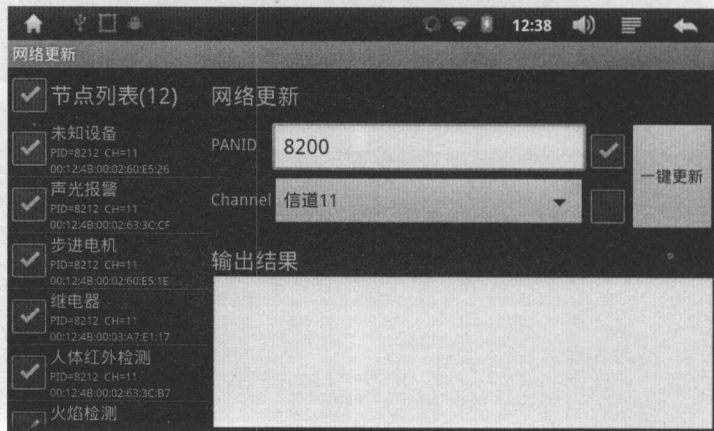 12:38
网络更新
节点列表(12)
未知设备
PID=8212 CH=11
00:12:4B:00:02:60:E5:26
声光报警
PID=8212 CH=11
00:12:4B:00:02:63:3C:CF
步进电机
PID=8212 CH=11
00:12:4B:00:02:60:E5:1E
继电器
PID=8212 CH=11
00:12:4B:00:03:A7:E1:17
人体红外检测
PID=8212 CH=11
00:12:4B:00:02:63:3C:B7
火焰检测
网络更新
PANID
8200
一键更新
Channel
信道11
输出结果